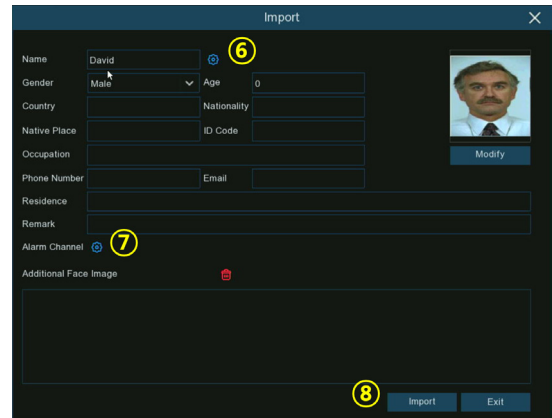 Import
Name David ⑥
Gender Male Age 0
Country Nationality
Native Place ID Code
Occupation Modify
Phone Number Email
Residence
Remark
Alarm Channel ⑦
Additional Face Image
⑧ Import Exit